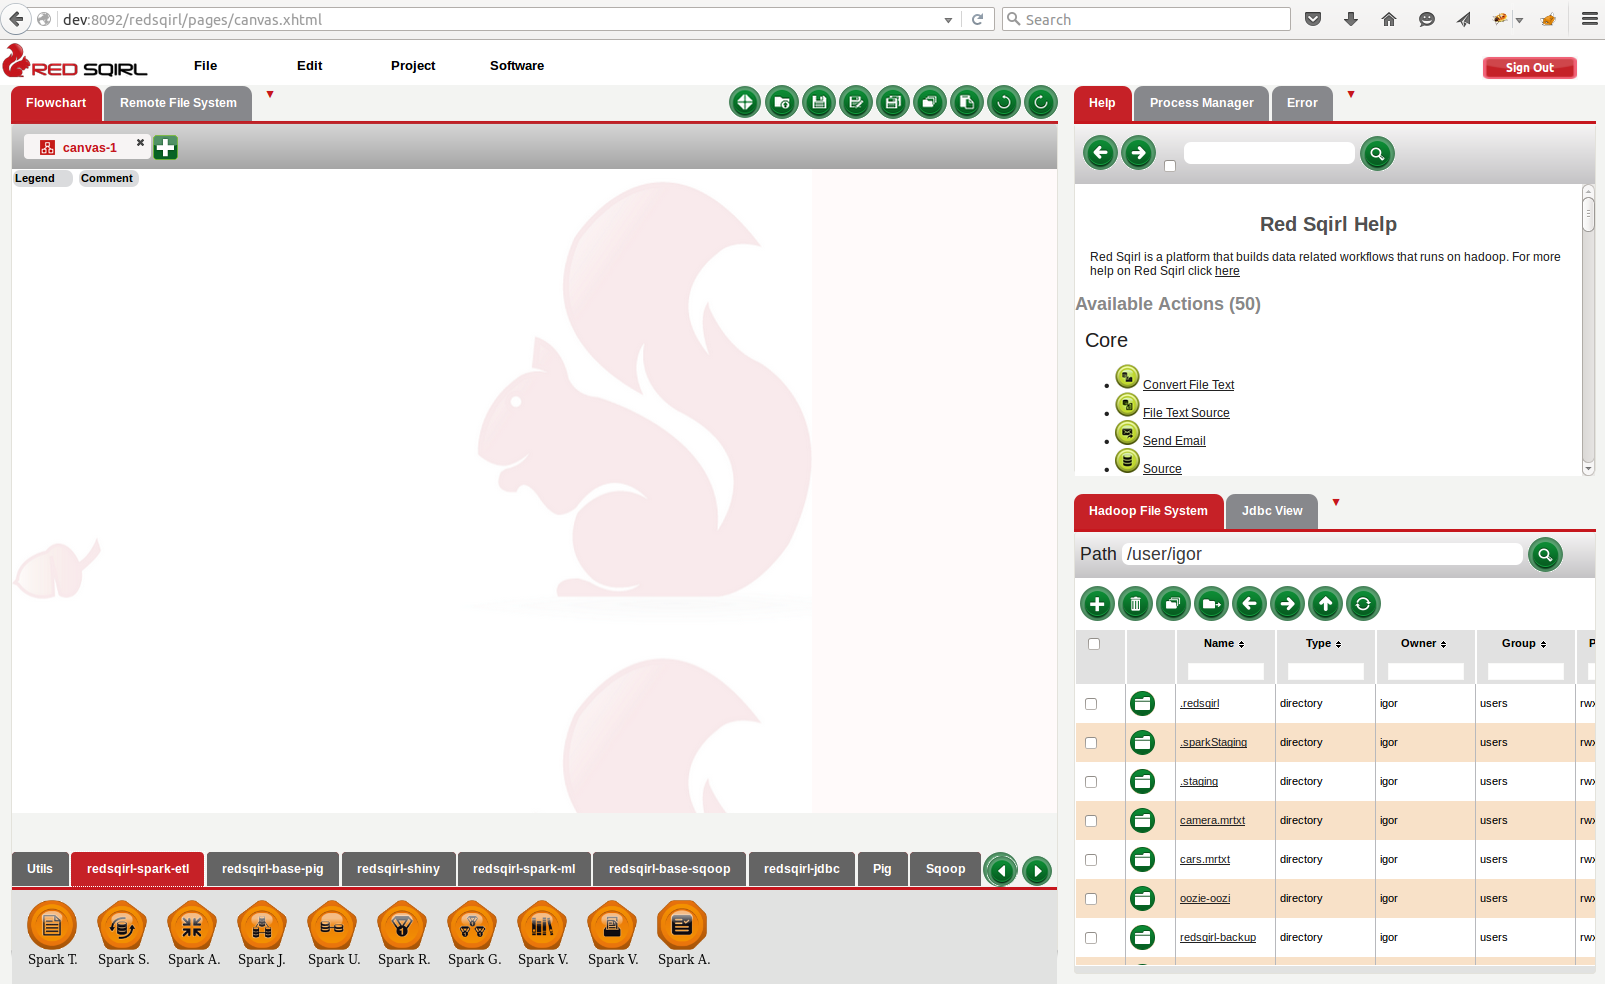 dev:8092/redsqirl/pages/canvas.xhtml
Search
RED SQIRL
File Edit Project Software
Sign Out
Flowchart Remote File System
canvas-1
Legend Comment
Utils redsqirl-spark-etl redsqirl-base-pig redsqirl-shiny redsqirl-spark-ml redsqirl-base-sqoop redsqirl-jdbc Pig Sqoop
Spark T. Spark S. Spark A. Spark J. Spark U. Spark R. Spark G. Spark V. Spark V. Spark A.
Help Process Manager Error
Red Sqirl Help
Red Sqirl is a platform that builds data related workflows that runs on hadoop. For more
help on Red Sqirl click here
Available Actions (50)
Core
Convert File Text
File Text Source
Send Email
Source
Hadoop File System Jdbc View
Path /user/igor
Name Type Owner Group P
.redsqirl directory igor users rwx
.sparkStaging directory igor users rwx
.staging directory igor users rwx
camera.mrtxt directory igor users rwx
cars.mrtxt directory igor users rwx
oozie-oozi directory igor users rwx
redsqirl-backup directory igor users rwx